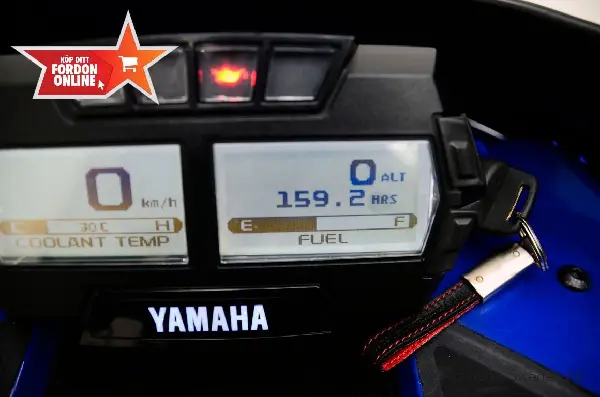 KÖP DITT
FORDON
ONLINE
0 km/h
30C H
COOLANT TEMP
0 ALT
159.2 HRS
E F
FUEL
YAMAHA